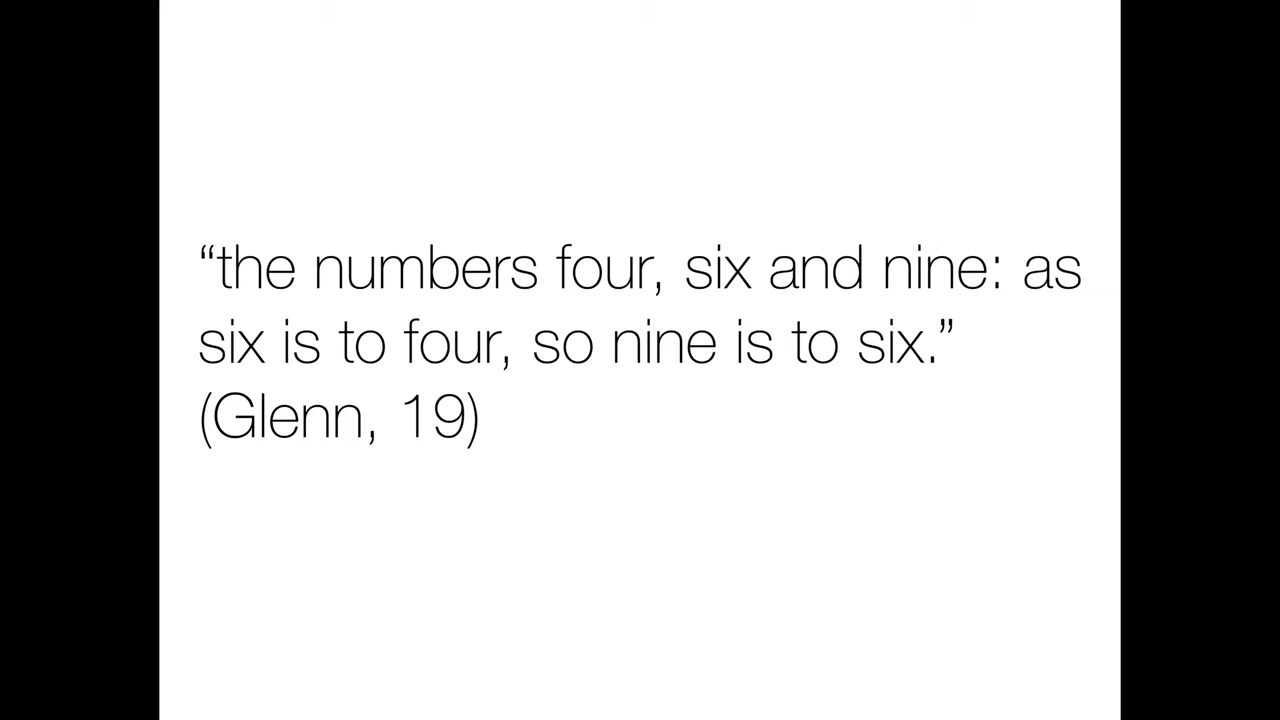 “the numbers four, six and nine: as
six is to four, so nine is to six.”
(Glenn, 19)